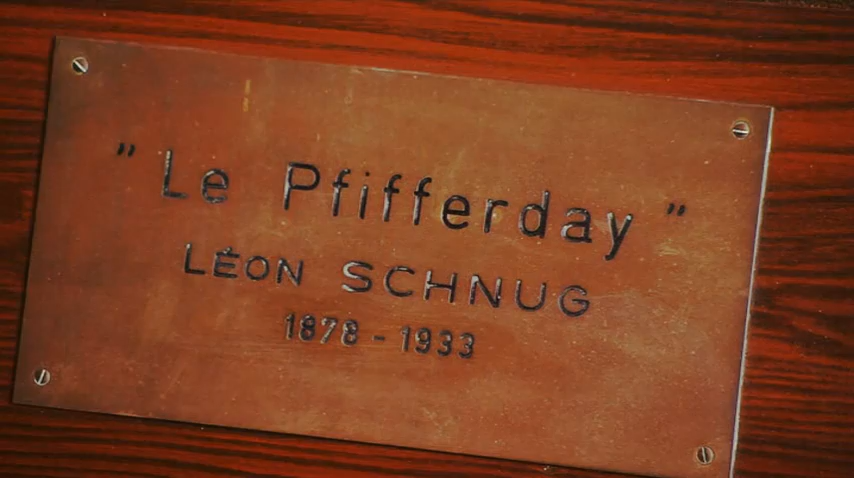 " Le Pfifferday "
LÉON SCHNUG
1878 - 1933